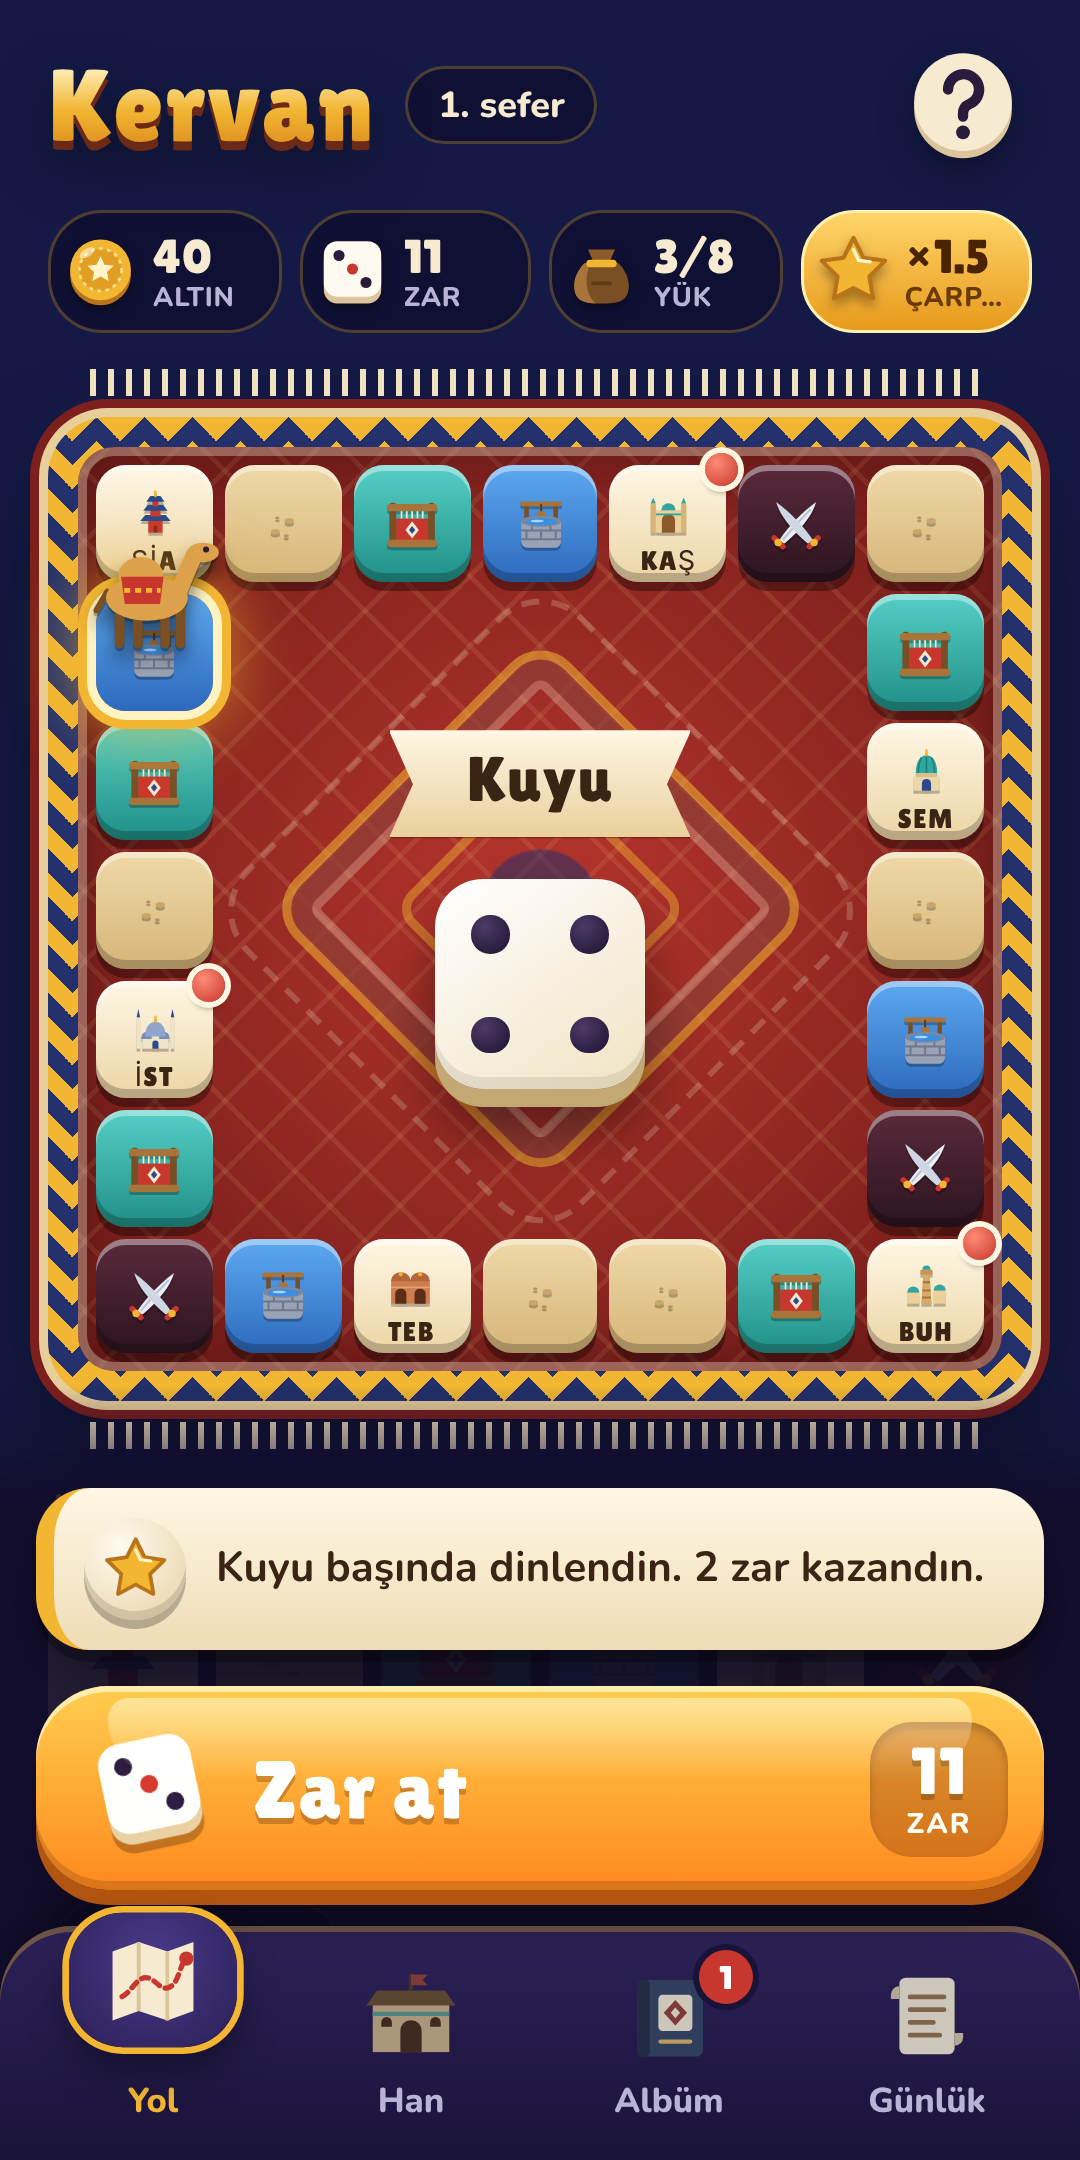 Kervan
1. sefer
?
40
ALTIN
11
ZAR
3/8
YÜK
×1.5
ÇARP...
KAŞ
SEM
Kuyu
İST
TEB
BUH
Kuyu başında dinlendin. 2 zar kazandın.
Zar at
11
ZAR
1
Yol
Han
Albüm
Günlük